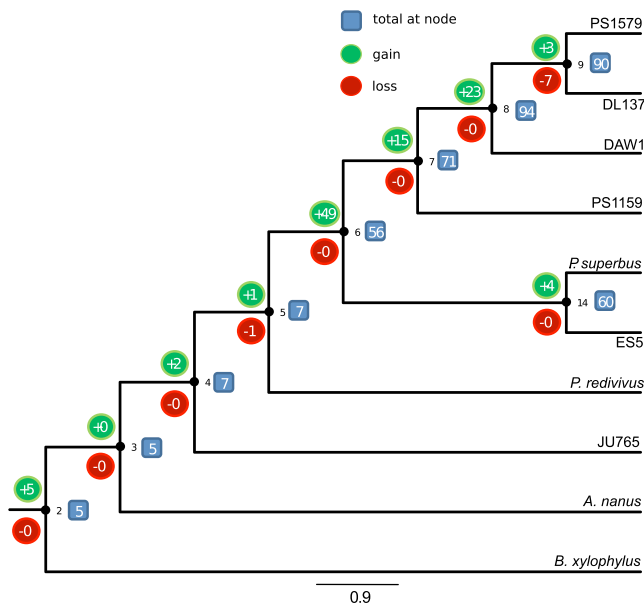 total at node
gain
loss
PS1579
+3
9 90
-7
DL137
+23
8 94
-0
DAW1
+15
7 71
-0
PS1159
+49
6 56
-0
P. superbus
+4
14 60
-0
ES5
+1
5 7
-1
P. redivivus
+2
4 7
-0
JU765
+0
3 5
-0
A. nanus
+5
2 5
-0
B. xylophylus
0.9